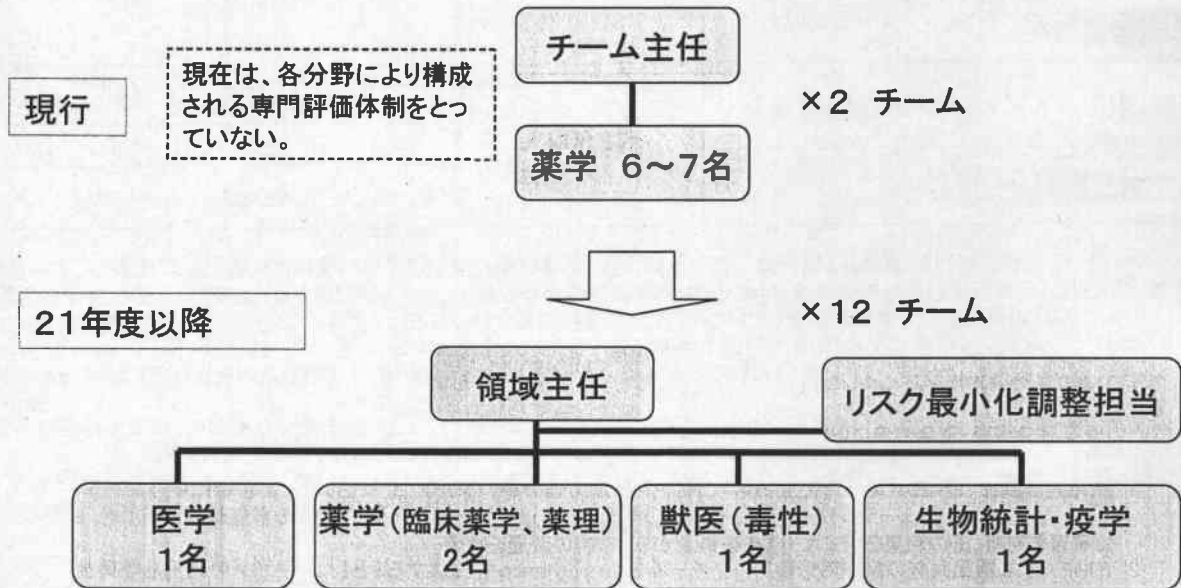 チーム主任
現行
現在は、各分野により構成
される専門評価体制をとっ
ていない。
×2 チーム
薬学 6~7名
21年度以降
×12 チーム
領域主任
リスク最小化調整担当
医学
1名
薬学(臨床薬学、薬理)
2名
獣医(毒性)
1名
生物統計・疫学
1名